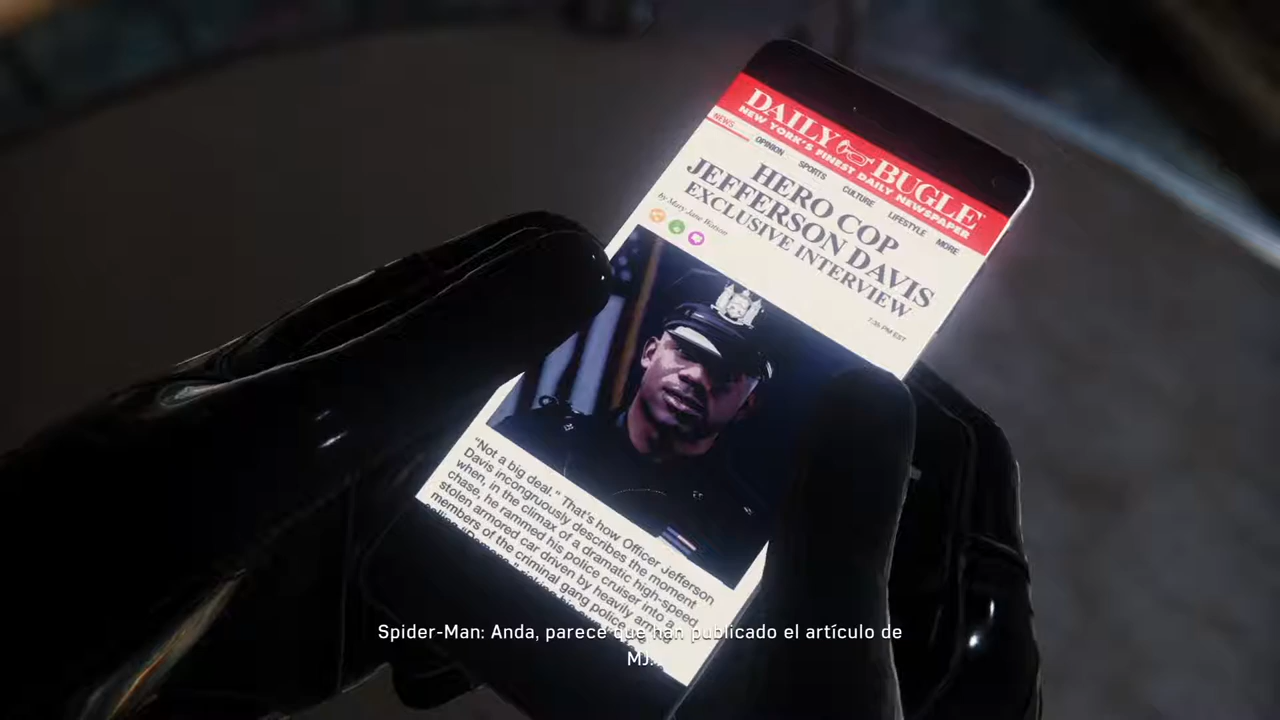 DAILY BUGLE
NEW YORK'S FINEST DAILY NEWSPAPER
NEWS OPINION SPORTS CULTURE LIFESTYLE MORE
HERO COP
JEFFERSON DAVIS
EXCLUSIVE INTERVIEW
by Mary Jane Watson
7:35 PM EST
"Not a big deal." That's how Officer Jefferson
Davis incongruously describes the moment
when, in the climax of a dramatic high-speed
chase, he rammed his police cruiser into a
stolen armored car driven by heavily armed
members of the criminal gang police
Spider-Man: Anda, parece que han publicado el artículo de
MJ.